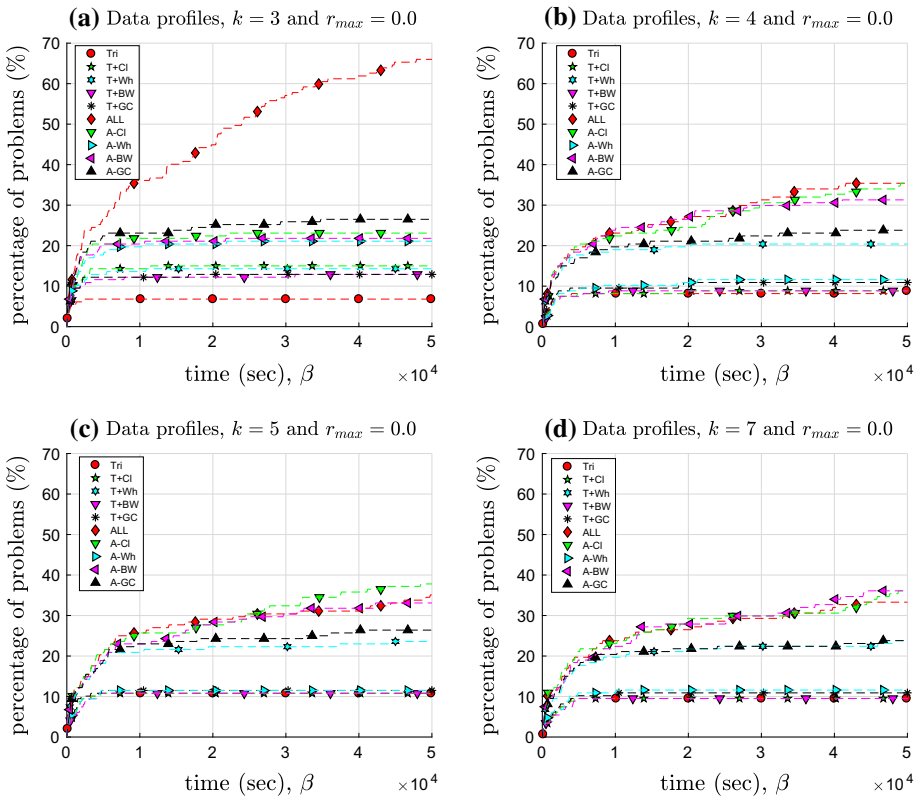 (a) Data profiles, k = 3 and r_max = 0.0
percentage of problems (%)
70
60
50
40
30
20
10
0
Tri
T+Cl
T+Wh
T+BW
T+GC
ALL
A-Cl
A-Wh
A-BW
A-GC
0 1 2 3 4 5
time (sec), β ×10^4
(b) Data profiles, k = 4 and r_max = 0.0
percentage of problems (%)
70
60
50
40
30
20
10
0
Tri
T+Cl
T+Wh
T+BW
T+GC
ALL
A-Cl
A-Wh
A-BW
A-GC
0 1 2 3 4 5
time (sec), β ×10^4
(c) Data profiles, k = 5 and r_max = 0.0
percentage of problems (%)
70
60
50
40
30
20
10
0
Tri
T+Cl
T+Wh
T+BW
T+GC
ALL
A-Cl
A-Wh
A-BW
A-GC
0 1 2 3 4 5
time (sec), β ×10^4
(d) Data profiles, k = 7 and r_max = 0.0
percentage of problems (%)
70
60
50
40
30
20
10
0
Tri
T+Cl
T+Wh
T+BW
T+GC
ALL
A-Cl
A-Wh
A-BW
A-GC
0 1 2 3 4 5
time (sec), β ×10^4